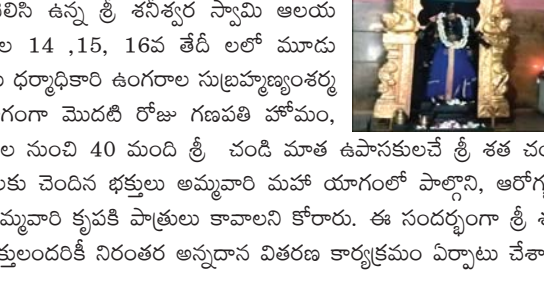 లిసి ఉన్న శ్రీ శనీశ్వర స్వామి ఆలయ
ల 14 ,15, 16వ తేదీ లలో మూడు
ధర్మాధికారి ఉంగరాల సుబ్రహ్మణ్యంశర్మ
గంగా మొదటి రోజు గణపతి హోమం,
ల నుంచి 40 మంది శ్రీ చండి మాత ఉపాసకులచే శ్రీ శత చం
లకు చెందిన భక్తులు అమ్మవారి మహా యాగంలో పాల్గొని, ఆరోగ్య
మ్మవారి కృపకి పాత్రులు కావాలని కోరారు. ఈ సందర్భంగా శ్రీ శ
క్తులందరికీ నిరంతర అన్నదాన వితరణ కార్యక్రమం ఏర్పాటు చేశా